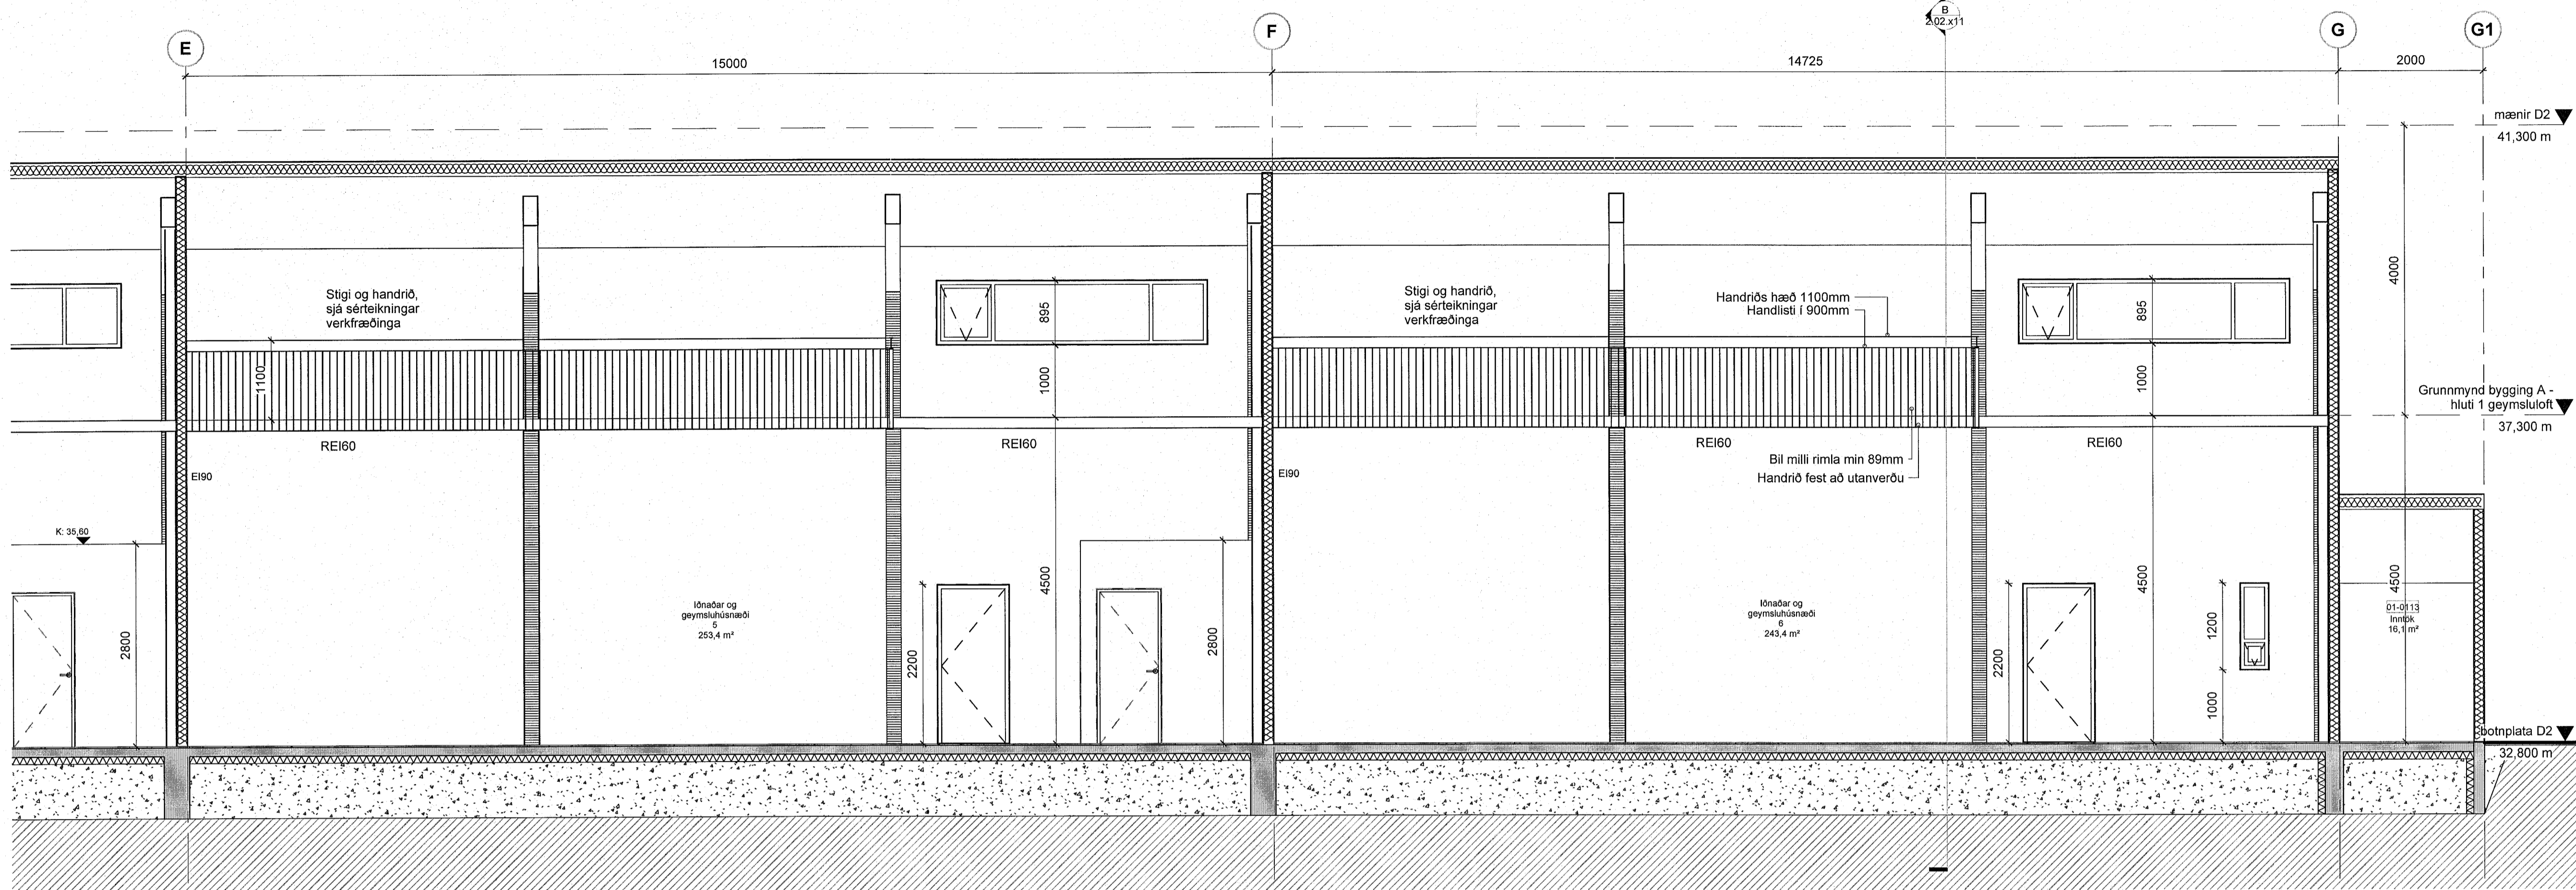 E
F
B
2.02.x11
G
G1
15000
14725
2000
mænir D2
41,300 m
Stigi og handrið,
sjá sérteikningar
verkfræðinga
895
1000
1100
Stigi og handrið,
sjá sérteikningar
verkfræðinga
Handriðs hæð 1100mm
Handlisti í 900mm
895
1000
4000
Grunnmynd bygging A -
hluti 1 geymsluloft
37,300 m
REI60
REI60
REI60
REI60
EI90
EI90
Bil milli rimla min 89mm
Handrið fest að utanverðu
K: 35,60
2800
Iðnaðar og
geymsluhúsnæði
5
253,4 m²
2200
4500
2800
Iðnaðar og
geymsluhúsnæði
6
243,4 m²
2200
4500
1200
1000
4500
01-0113
Inntök
16,1 m²
botnplata D2
32,800 m